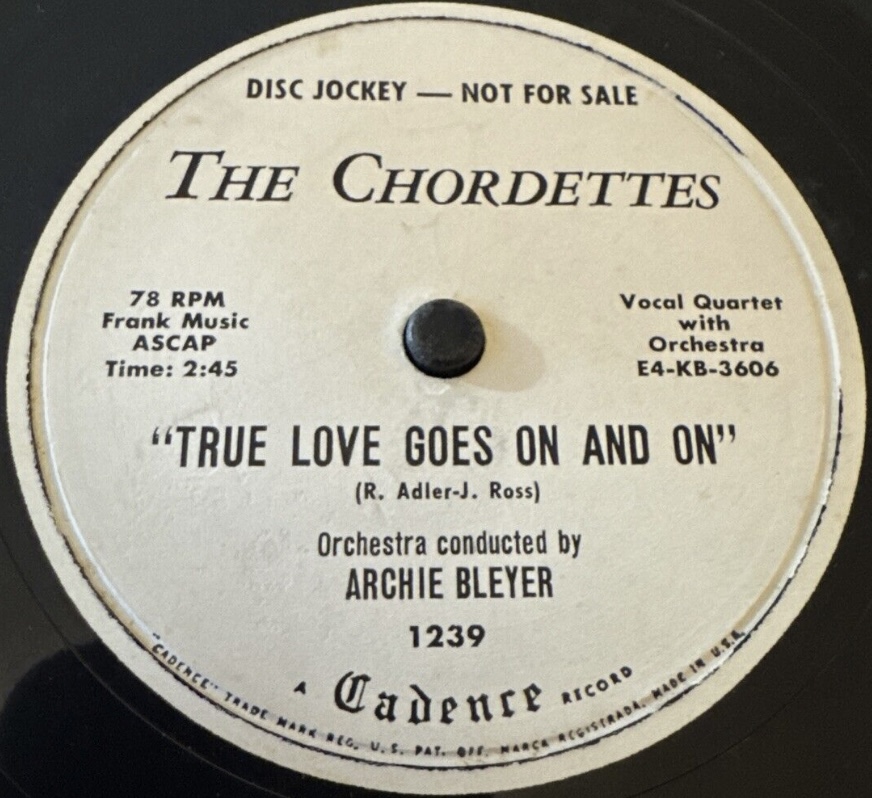 DISC JOCKEY — NOT FOR SALE
THE CHORDETTES
78 RPM
Frank Music
ASCAP
Time: 2:45
Vocal Quartet
with
Orchestra
E4-KB-3606
“TRUE LOVE GOES ON AND ON”
(R. Adler-J. Ross)
Orchestra conducted by
ARCHIE BLEYER
1239
A Cadence RECORD
"CADENCE" TRADE MARK REG. U. S. PAT. OFF. MARCA REGISTRADA. MADE IN U.S.A.